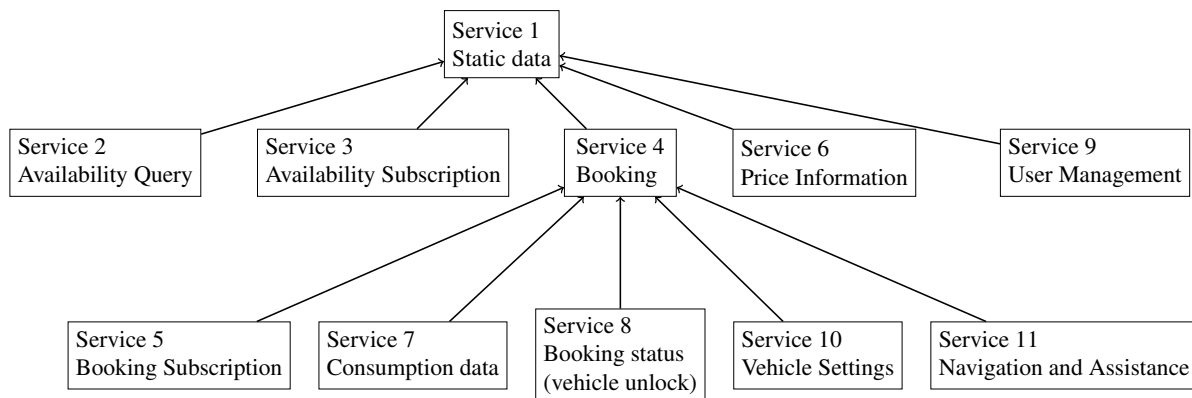 Service 1
Static data
Service 2
Availability Query
Service 3
Availability Subscription
Service 4
Booking
Service 6
Price Information
Service 9
User Management
Service 5
Booking Subscription
Service 7
Consumption data
Service 8
Booking status
(vehicle unlock)
Service 10
Vehicle Settings
Service 11
Navigation and Assistance